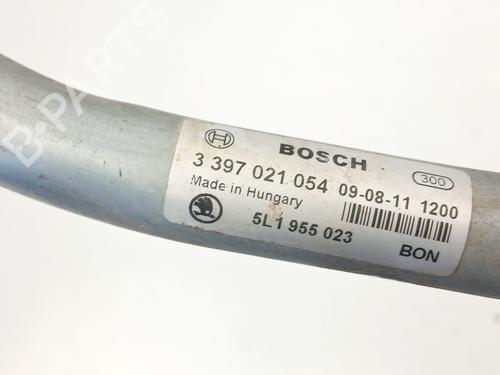 B-PARTS
BOSCH
300
3 397 021 054 09-08-11 1200
Made in Hungary
5L1 955 023
BON